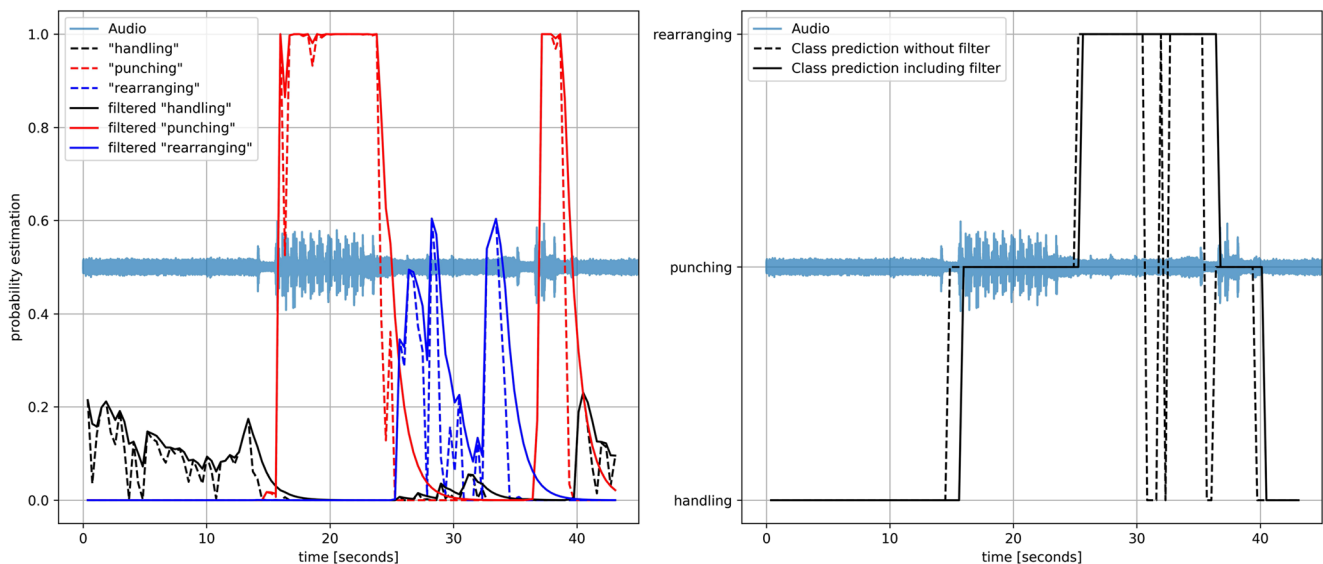 Audio
"handling"
"punching"
"rearranging"
filtered "handling"
filtered "punching"
filtered "rearranging"
probability estimation
1.0
0.8
0.6
0.4
0.2
0.0
0 10 20 30 40
time [seconds]
Audio
Class prediction without filter
Class prediction including filter
rearranging
punching
handling
0 10 20 30 40
time [seconds]